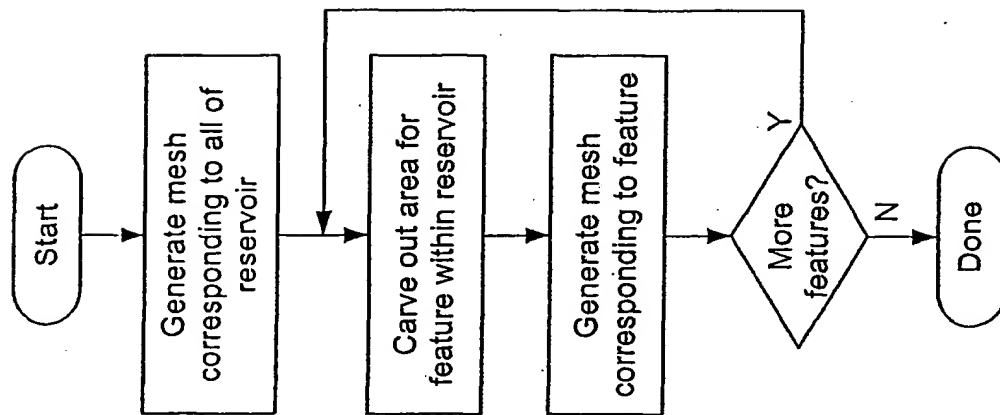 Start
Generate mesh
corresponding to all of
reservoir
Carve out area for
feature within reservoir
Generate mesh
corresponding to feature
More
features?
Y
N
Done